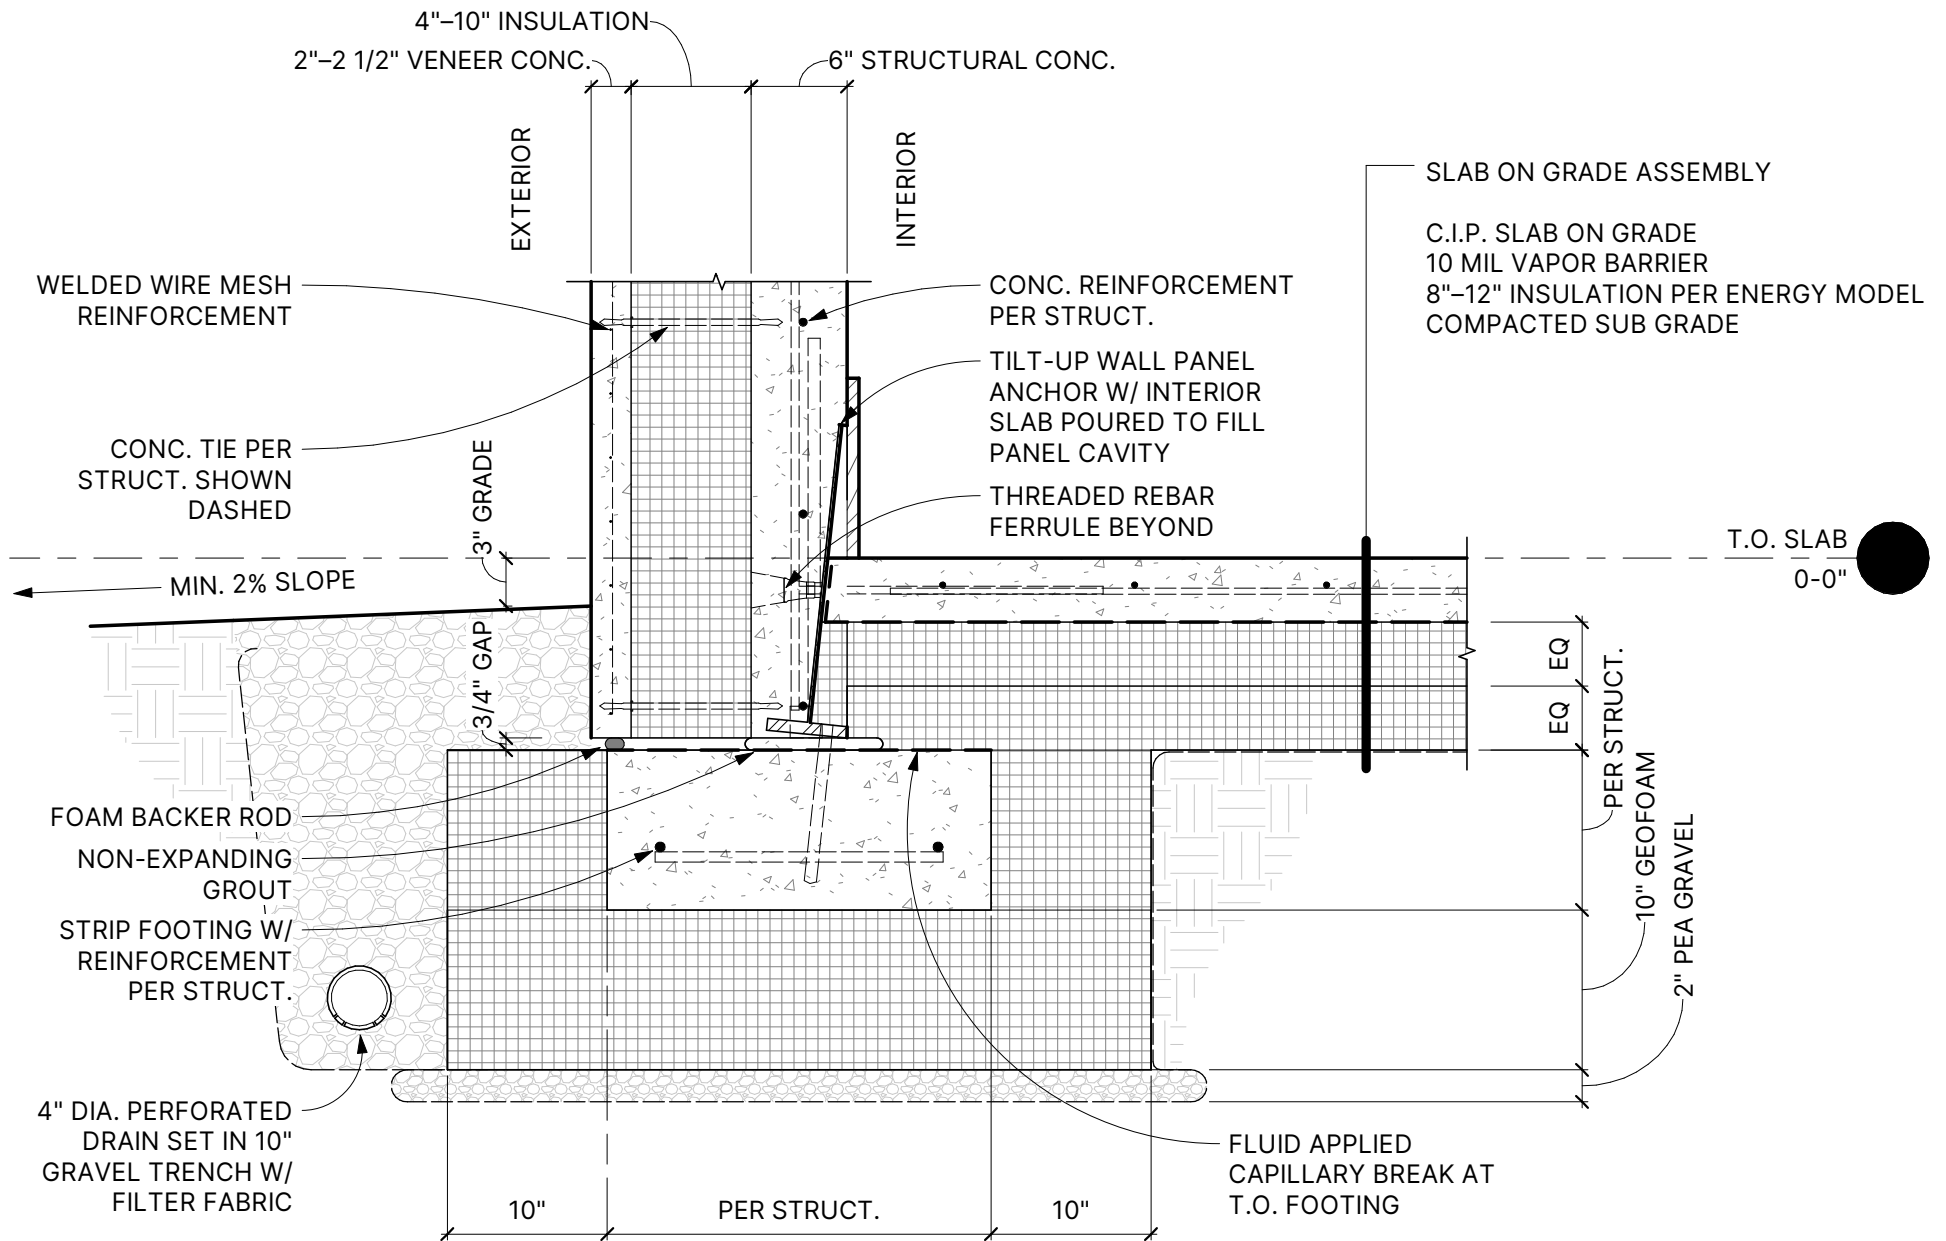 4"–10" INSULATION
2"–2 1/2" VENEER CONC.
6" STRUCTURAL CONC.
EXTERIOR
INTERIOR
SLAB ON GRADE ASSEMBLY
C.I.P. SLAB ON GRADE
10 MIL VAPOR BARRIER
8"–12" INSULATION PER ENERGY MODEL
COMPACTED SUB GRADE
WELDED WIRE MESH
REINFORCEMENT
CONC. TIE PER
STRUCT. SHOWN
DASHED
CONC. REINFORCEMENT
PER STRUCT.
TILT-UP WALL PANEL
ANCHOR W/ INTERIOR
SLAB POURED TO FILL
PANEL CAVITY
THREADED REBAR
FERRULE BEYOND
3" GRADE
MIN. 2% SLOPE
3/4" GAP
T.O. SLAB
0-0"
EQ
EQ
PER STRUCT.
10" GEOFOAM
2" PEA GRAVEL
FOAM BACKER ROD
NON-EXPANDING
GROUT
STRIP FOOTING W/
REINFORCEMENT
PER STRUCT.
4" DIA. PERFORATED
DRAIN SET IN 10"
GRAVEL TRENCH W/
FILTER FABRIC
FLUID APPLIED
CAPILLARY BREAK AT
T.O. FOOTING
10"
PER STRUCT.
10"